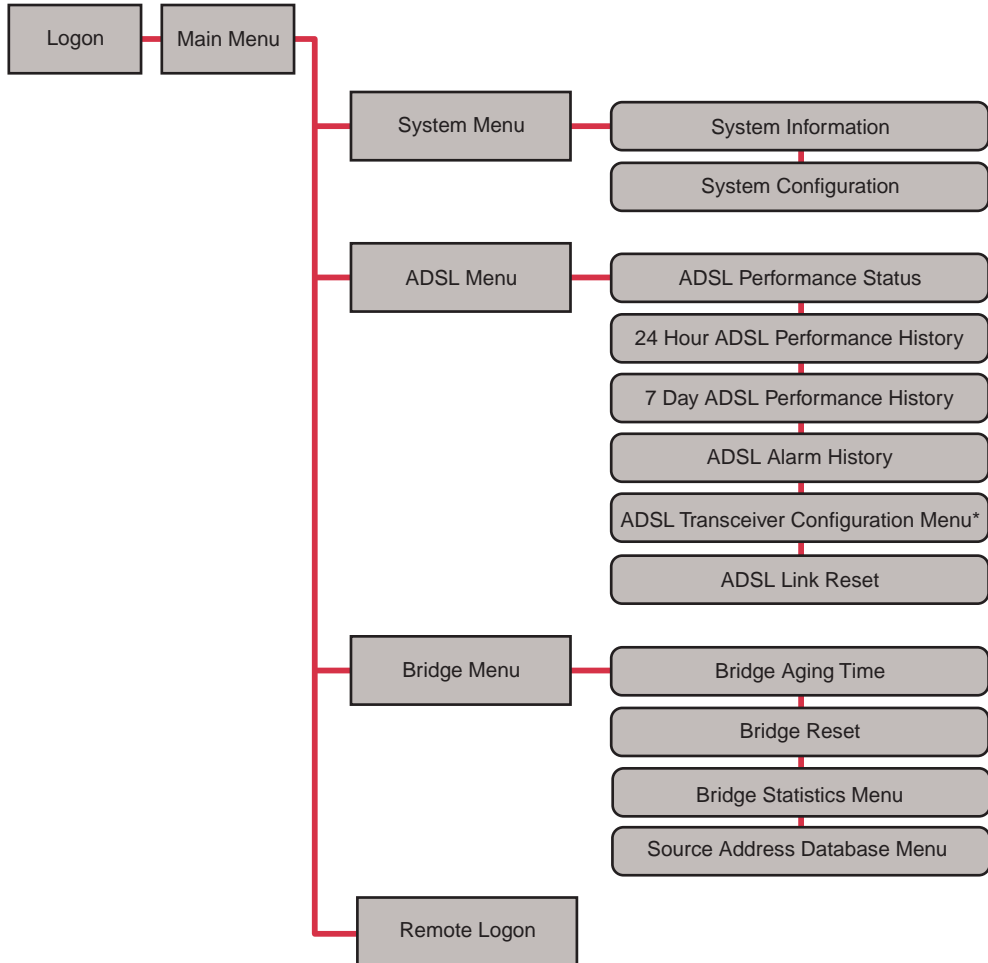 Logon
Main Menu
System Menu
System Information
System Configuration
ADSL Menu
ADSL Performance Status
24 Hour ADSL Performance History
7 Day ADSL Performance History
ADSL Alarm History
ADSL Transceiver Configuration Menu*
ADSL Link Reset
Bridge Menu
Bridge Aging Time
Bridge Reset
Bridge Statistics Menu
Source Address Database Menu
Remote Logon